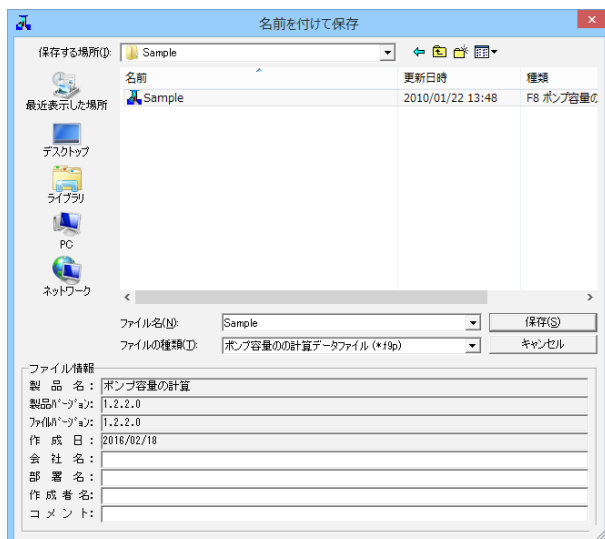 名前を付けて保存
保存する場所(I): Sample
名前 更新日時 種類
Sample 2010/01/22 13:48 F8 ポンプ容量の
最近表示した場所
デスクトップ
ライブラリ
PC
ネットワーク
ファイル名(N): Sample 保存(S)
ファイルの種類(T): ポンプ容量のの計算データファイル (*f9p) キャンセル
ファイル情報
製品名: ポンプ容量の計算
製品バージョン: 1.2.2.0
ファイルバージョン: 1.2.2.0
作成日: 2016/02/18
会社名:
部署名:
作成者名:
コメント: